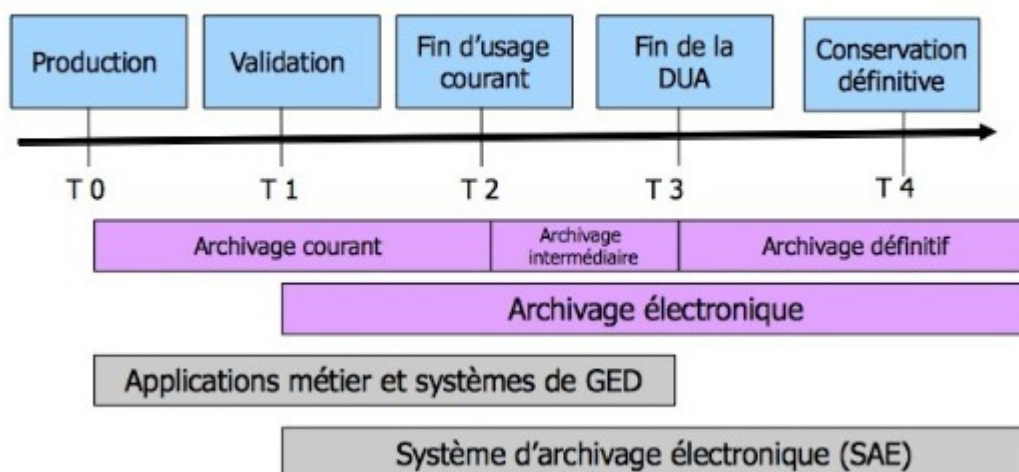 Production
Validation
Fin d'usage
courant
Fin de la
DUA
Conservation
définitive
T 0
T 1
T 2
T 3
T 4
Archivage courant
Archivage
intermédiaire
Archivage définitif
Archivage électronique
Applications métier et systèmes de GED
Système d'archivage électronique (SAE)